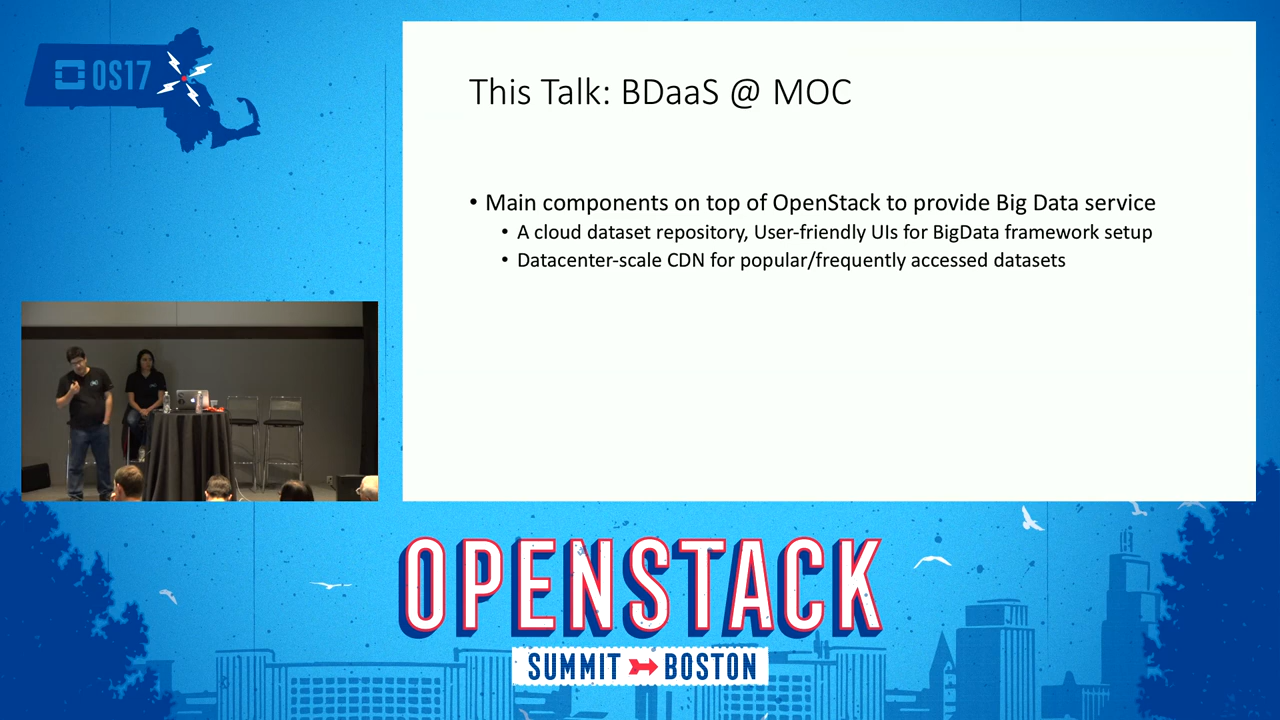 OS17
This Talk: BDaaS @ MOC
• Main components on top of OpenStack to provide Big Data service
• A cloud dataset repository, User-friendly UIs for BigData framework setup
• Datacenter-scale CDN for popular/frequently accessed datasets
OPENSTACK
SUMMIT BOSTON